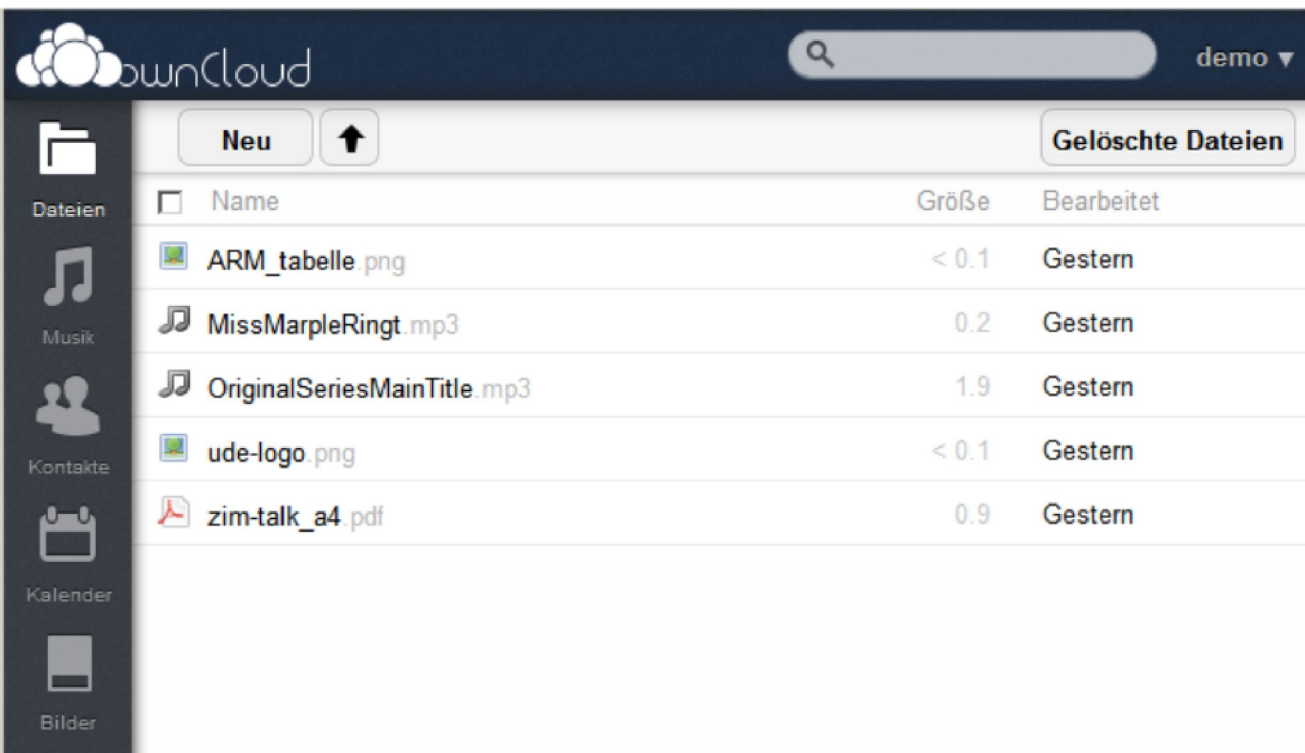 ownCloud
demo ▼
Neu
Gelöschte Dateien
Dateien
Name Größe Bearbeitet
ARM_tabelle.png < 0.1 Gestern
Musik
MissMarpleRingt.mp3 0.2 Gestern
OriginalSeriesMainTitle.mp3 1.9 Gestern
Kontakte
ude-logo.png < 0.1 Gestern
zim-talk_a4.pdf 0.9 Gestern
Kalender
Bilder